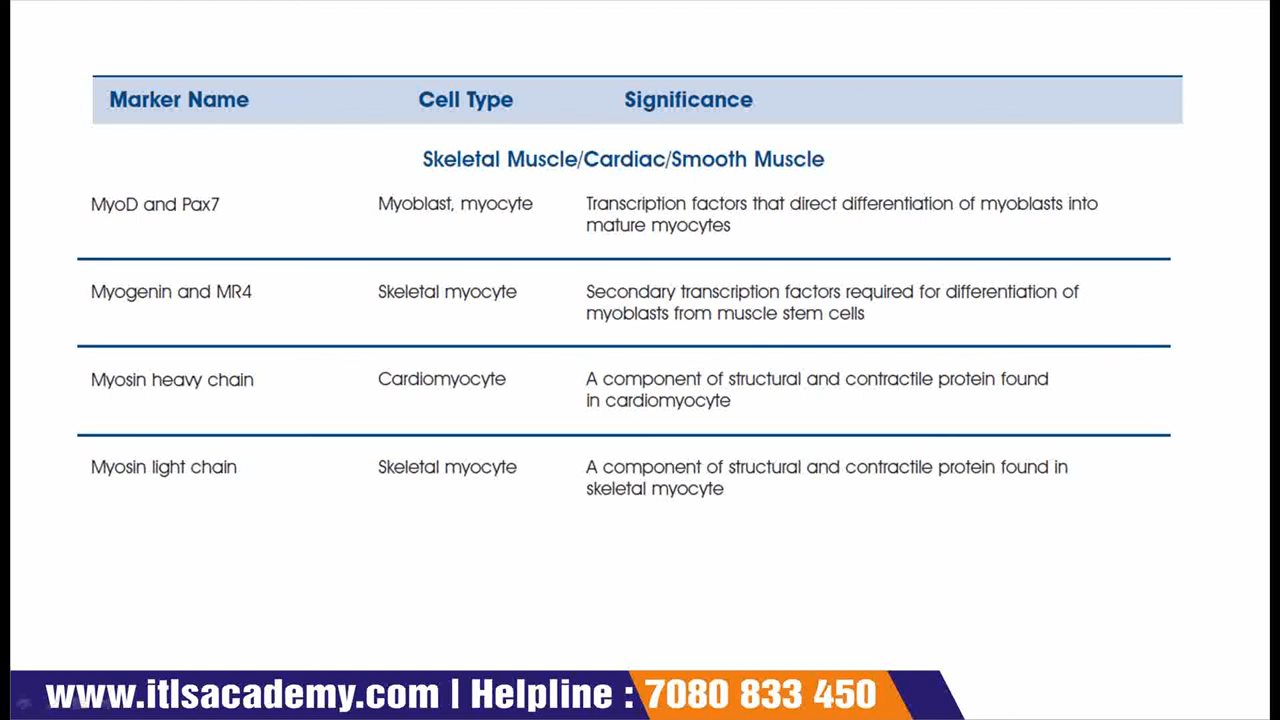 Marker Name Cell Type Significance
Skeletal Muscle/Cardiac/Smooth Muscle
MyoD and Pax7 Myoblast, myocyte Transcription factors that direct differentiation of myoblasts into
mature myocytes
Myogenin and MR4 Skeletal myocyte Secondary transcription factors required for differentiation of
myoblasts from muscle stem cells
Myosin heavy chain Cardiomyocyte A component of structural and contractile protein found
in cardiomyocyte
Myosin light chain Skeletal myocyte A component of structural and contractile protein found in
skeletal myocyte
www.itlsacademy.com | Helpline : 7080 833 450